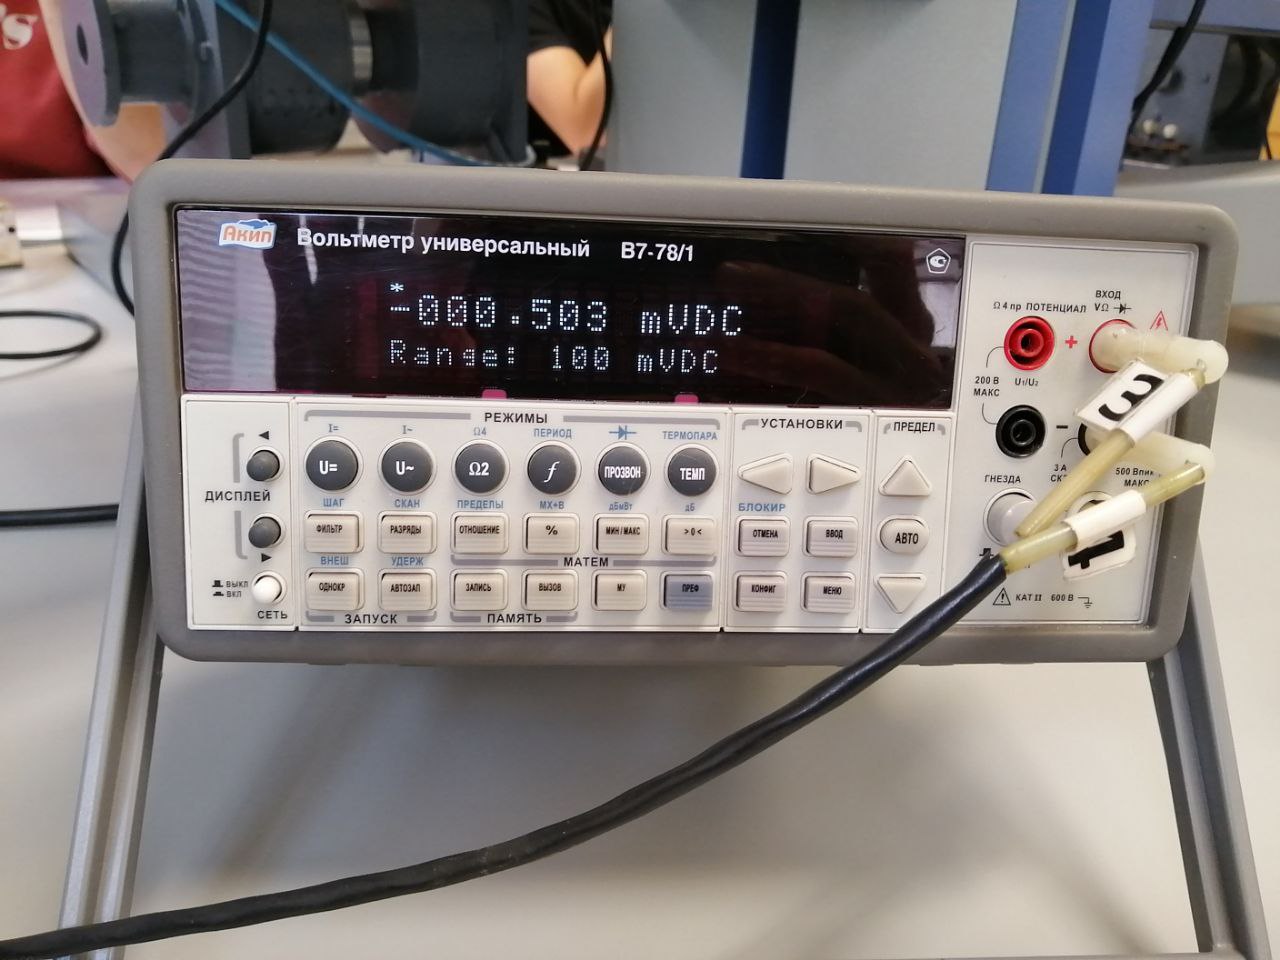 Акип Вольтметр универсальный В7-78/1
*
-000.503 mVDC
Range: 100 mVDC
РЕЖИМЫ
I= I~ Ω4 ПЕРИОД ТЕРМОПАРА
U= U~ Ω2 f ПРОЗВОН ТЕМП
ШАГ СКАН ПРЕДЕЛЫ МХ+В дБмВт дБ
ФИЛЬТР РАЗРЯДЫ ОТНОШЕНИЕ % МИН/МАКС >0<
ВНЕШ УДЕРЖ МАТЕМ
ОДНОКР АВТОЗАП ЗАПИСЬ ВЫЗОВ МУ ПРЕФ
ЗАПУСК ПАМЯТЬ
ДИСПЛЕЙ
ВЫКЛ
ВКЛ
СЕТЬ
УСТАНОВКИ
БЛОКИР
ОТМЕНА ВВОД
КОНФИГ МЕНЮ
ПРЕДЕЛ
АВТО
Ω 4 пр ПОТЕНЦИАЛ
ВХОД
VΩ
+
200 В
МАКС
U₁/U₂
−
3 А
500 Впик
МАКС
ГНЕЗДА
КАТ II 600 В
3
1